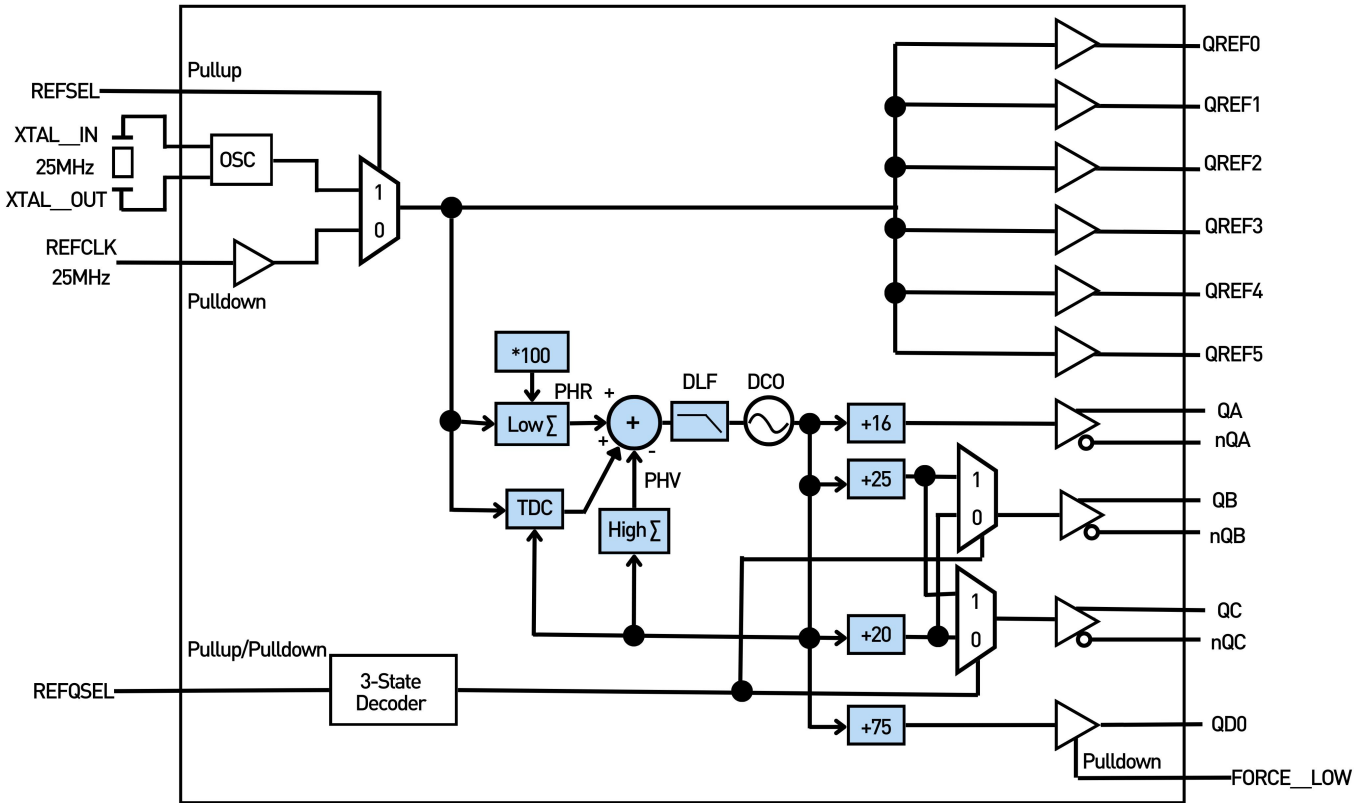 QREF0
Pullup
REFSEL
QREF1
XTAL__IN
25MHz
XTAL__OUT
OSC
QREF2
1
0
QREF3
REFCLK
25MHz
Pulldown
QREF4
QREF5
*100
PHR
+
DLF
DCO
Low ∑
+
+
-
+16
QA
nQA
PHV
+25
1
0
TDC
High ∑
QB
nQB
+20
1
0
QC
nQC
Pullup/Pulldown
REFQSEL
3-State
Decoder
+75
QD0
Pulldown
FORCE__LOW